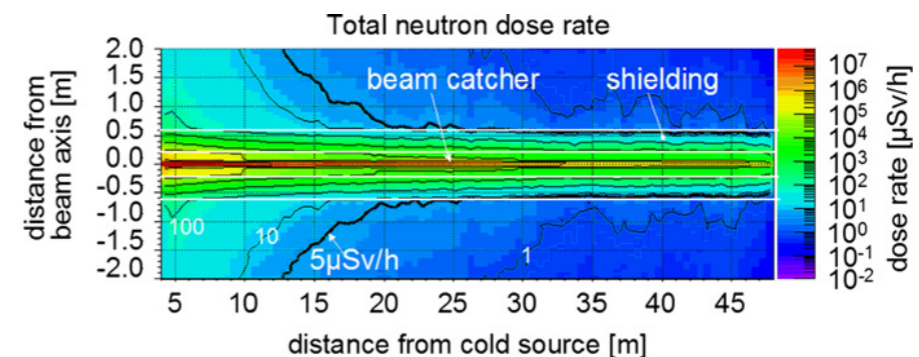 Total neutron dose rate
distance from
beam axis [m]
2.0
1.5
1.0
0.5
0.0
-0.5
-1.0
-1.5
-2.0
beam catcher
shielding
100
10
5µSv/h
1
5 10 15 20 25 30 35 40 45
distance from cold source [m]
10⁷
10⁶
10⁵
10⁴
10³
10²
10¹
10⁰
10⁻¹
10⁻²
dose rate [µSv/h]